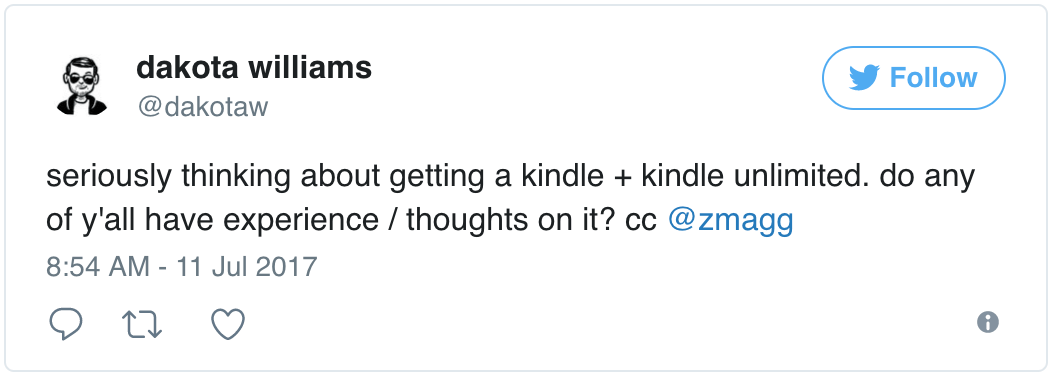 dakota williams
@dakotaw
Follow
seriously thinking about getting a kindle + kindle unlimited. do any
of y'all have experience / thoughts on it? cc @zmagg
8:54 AM - 11 Jul 2017